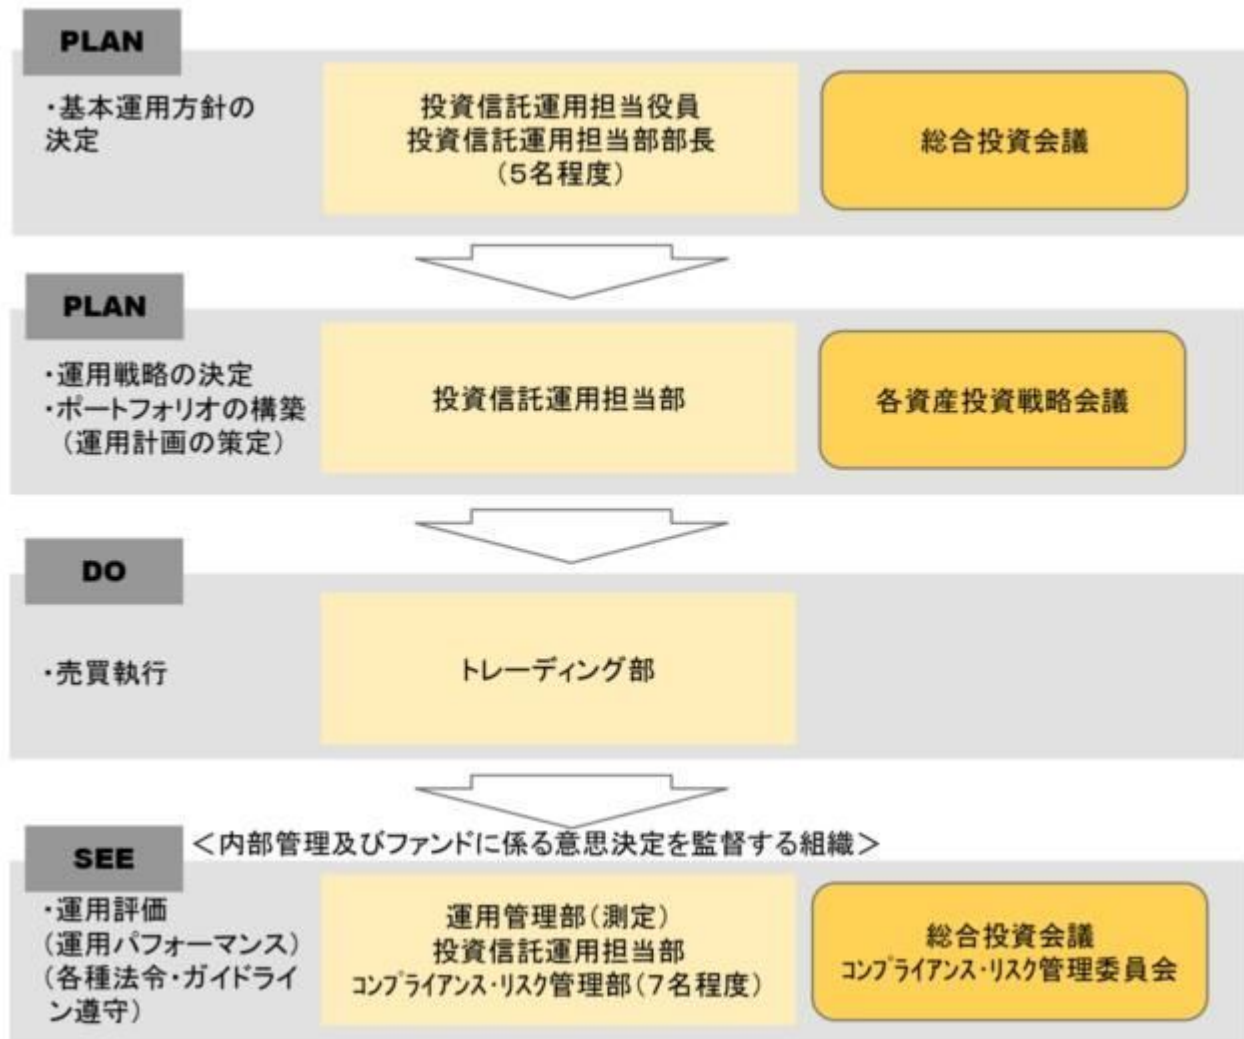 PLAN
・基本運用方針の
決定
投資信託運用担当役員
投資信託運用担当部部長
(5名程度)
総合投資会議
PLAN
・運用戦略の決定
・ポートフォリオの構築
(運用計画の策定)
投資信託運用担当部
各資産投資戦略会議
DO
・売買執行
トレーディング部
SEE
<内部管理及びファンドに係る意思決定を監督する組織>
・運用評価
(運用パフォーマンス)
(各種法令・ガイドライ
ン遵守)
運用管理部(測定)
投資信託運用担当部
コンプライアンス・リスク管理部(7名程度)
総合投資会議
コンプライアンス・リスク管理委員会